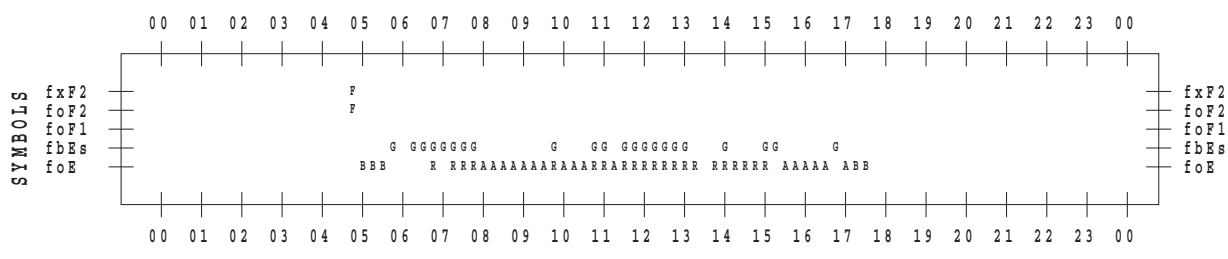 00 01 02 03 04 05 06 07 08 09 10 11 12 13 14 15 16 17 18 19 20 21 22 23 00
SYMBOLS
fxF2 F fxF2
foF2 F foF2
foF1 foF1
fbEs G GGGGGGG G GG GGGGGGG G GG G fbEs
foE BBB R RRRAAAAAAARAAARRARRRRRRRR RRRRRR AAAAA ABB foE
00 01 02 03 04 05 06 07 08 09 10 11 12 13 14 15 16 17 18 19 20 21 22 23 00